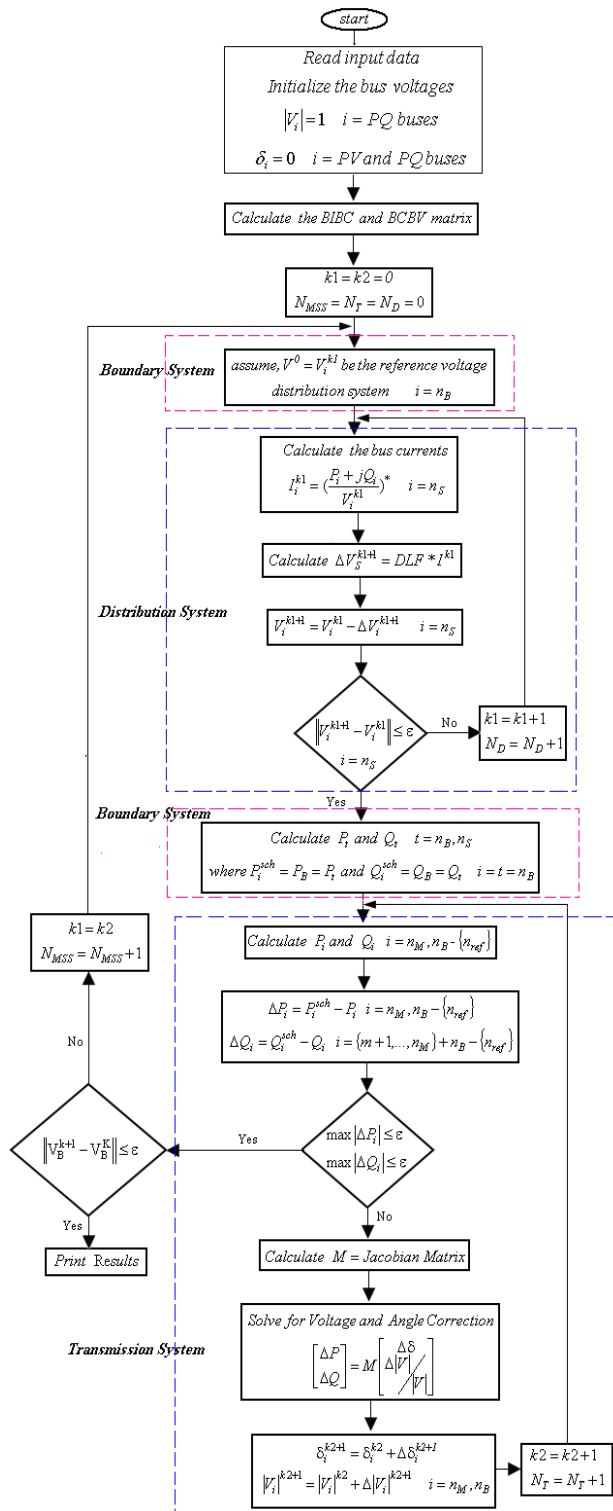 start
Read input data
Initialize the bus voltages
|V_i| = 1 i = PQ buses
δ_i = 0 i = PV and PQ buses
Calculate the BIBC and BCBV matrix
k1 = k2 = 0
N_MSS = N_T = N_D = 0
Boundary System
assume, V^0 = V_i^k1 be the reference voltage
distribution system i = n_B
Calculate the bus currents
I_i^k1 = (P_i + jQ_i / V_i^k1)* i = n_S
Calculate ΔV_S^k1+1 = DLF * I^k1
Distribution System
V_i^k1+1 = V_i^k1 − ΔV_i^k1+1 i = n_S
‖V_i^k1+1 − V_i^k1‖ ≤ ε
i = n_S
No
k1 = k1 + 1
N_D = N_D + 1
Yes
Boundary System
Calculate P_t and Q_t t = n_B, n_S
where P_i^sch = P_B = P_t and Q_i^sch = Q_B = Q_t i = t = n_B
k1 = k2
N_MSS = N_MSS + 1
Calculate P_i and Q_i i = n_M, n_B - {n_ref}
ΔP_i = P_i^sch − P_i i = n_M, n_B − {n_ref}
ΔQ_i = Q_i^sch − Q_i i = {m+1,...,n_M} + n_B − {n_ref}
No
‖V_B^k+1 − V_B^K‖ ≤ ε
Yes
max|ΔP_i| ≤ ε
max|ΔQ_i| ≤ ε
Yes
Print Results
No
Calculate M = Jacobian Matrix
Solve for Voltage and Angle Correction
Transmission System
[ΔP ΔQ] = M [Δδ Δ|V|/|V|]
δ_i^k2+1 = δ_i^k2 + Δδ_i^k2+1
|V_i|^k2+1 = |V_i|^k2 + Δ|V_i|^k2+1 i = n_M, n_B
k2 = k2 + 1
N_T = N_T + 1